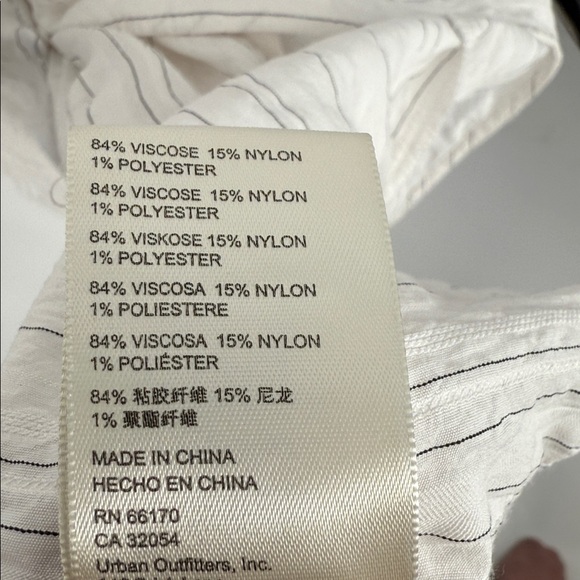 84% VISCOSE 15% NYLON
1% POLYESTER
84% VISCOSE 15% NYLON
1% POLYESTER
84% VISKOSE 15% NYLON
1% POLYESTER
84% VISCOSA 15% NYLON
1% POLIESTERE
84% VISCOSA 15% NYLON
1% POLIÉSTER
84% 粘胶纤维 15% 尼龙
1% 聚酯纤维
MADE IN CHINA
HECHO EN CHINA
RN 66170
CA 32054
Urban Outfitters, Inc.